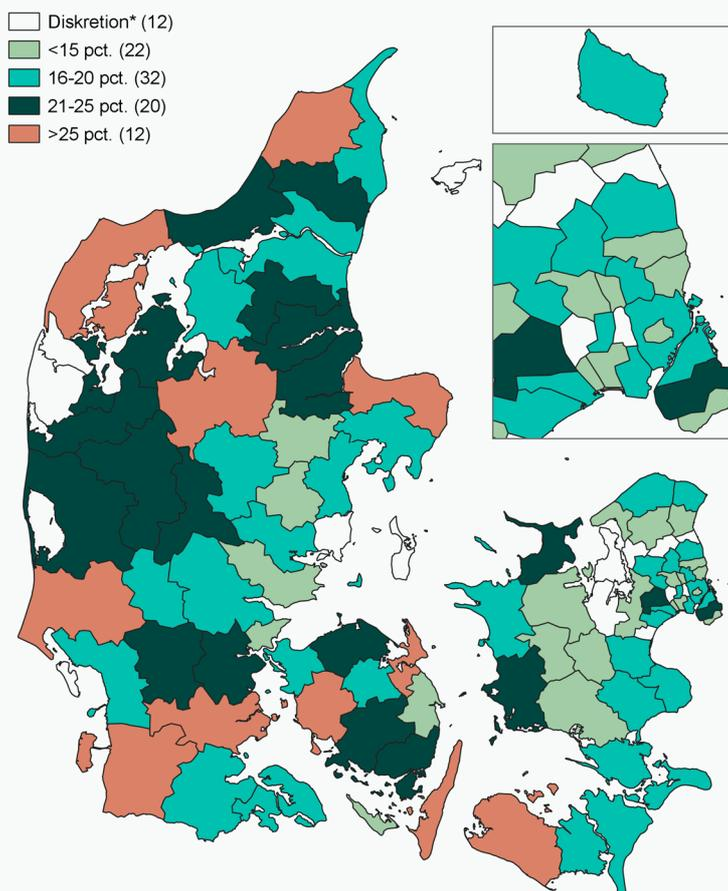 Diskretion* (12)
<15 pct. (22)
16-20 pct. (32)
21-25 pct. (20)
>25 pct. (12)